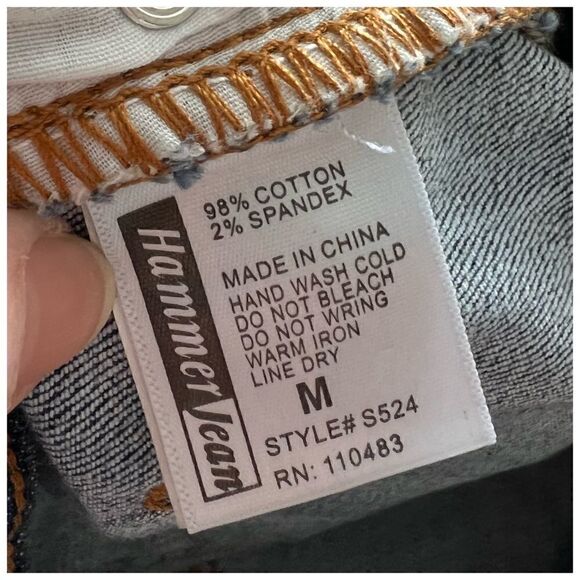 98% COTTON
2% SPANDEX
MADE IN CHINA
HAND WASH COLD
DO NOT BLEACH
DO NOT WRING
WARM IRON
LINE DRY
M
STYLE# S524
RN: 110483
Hammer Jean